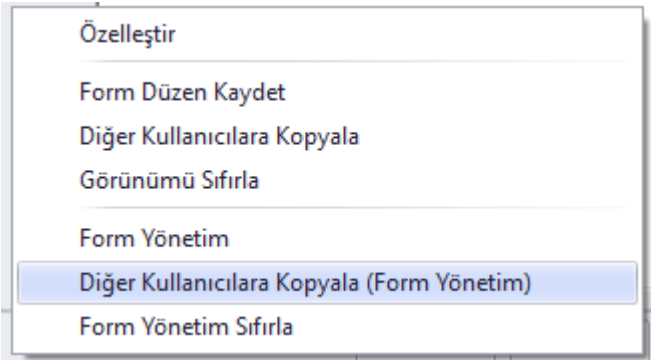 Özelleştir
Form Düzen Kaydet
Diğer Kullanıcılara Kopyala
Görünümü Sıfırla
Form Yönetim
Diğer Kullanıcılara Kopyala (Form Yönetim)
Form Yönetim Sıfırla